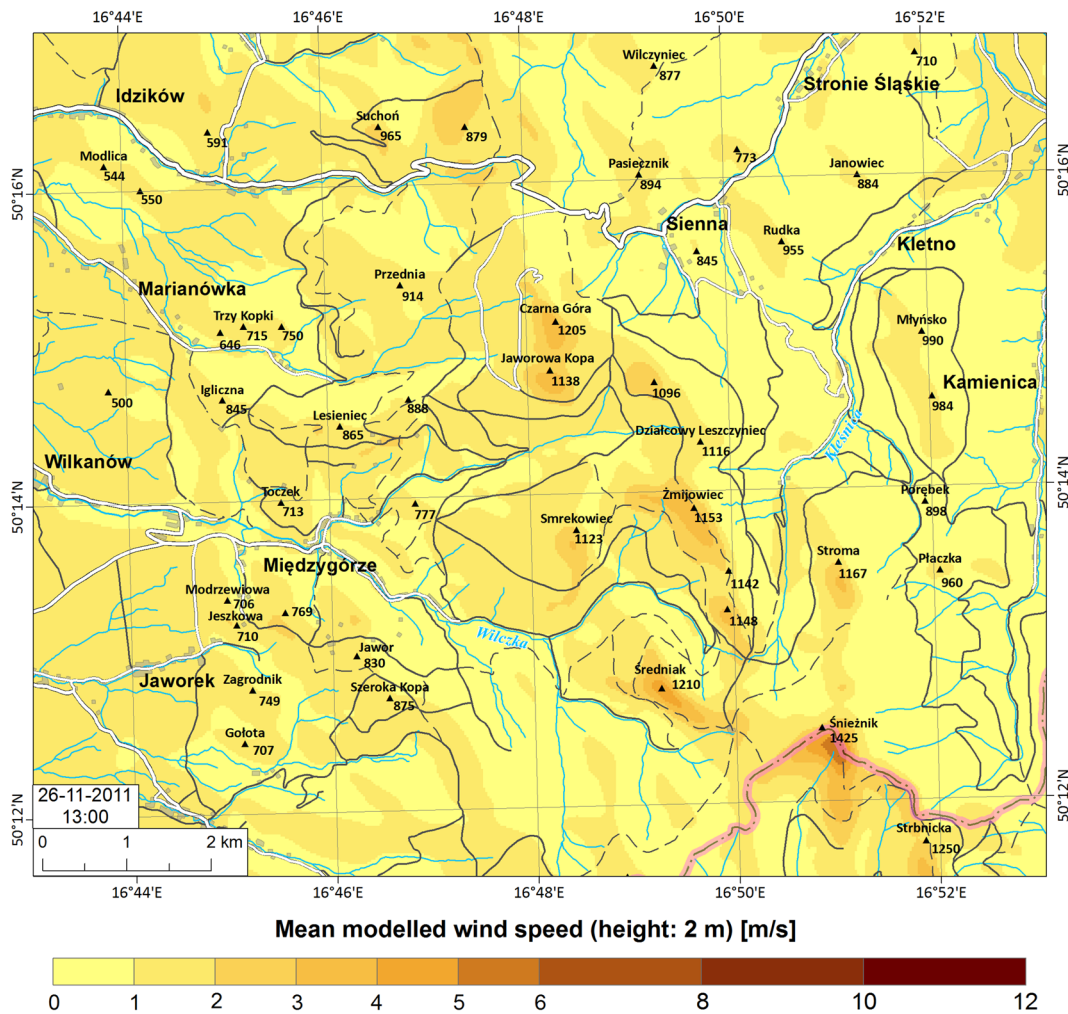 16°44'E 16°46'E 16°48'E 16°50'E 16°52'E
Wilczyniec
877
710
Stronie Śląskie
Idzików
Suchoń
965
879
591
773
Modlica
544
550
Pasiecznik
894
Janowiec
884
50°16'N
50°16'N
Sienna
845
Rudka
955
Kletno
Przednia
914
Marianówka
Trzy Kopki
646
715
750
Czarna Góra
1205
Młyńsko
990
Jaworowa Kopa
1138
1096
Kamienica
984
500
Igliczna
845
888
Lesieniec
865
Działcowy Leszczyniec
1116
Kleśnica
Wilkanów
50°14'N
50°14'N
Toczek
713
777
Żmijowiec
1153
Porębek
898
Smrekowiec
1123
Międzygórze
Stroma
1167
Płaczka
960
1142
Modrzewiowa
706
Jeszkowa
710
769
1148
Wilczka
Jawor
830
Średniak
1210
Jaworek
Zagrodnik
749
Szeroka Kopa
875
Gołota
707
Śnieżnik
1425
26-11-2011
13:00
50°12'N
50°12'N
Strbnicka
1250
0 1 2 km
16°44'E 16°46'E 16°48'E 16°50'E 16°52'E
Mean modelled wind speed (height: 2 m) [m/s]
0 1 2 3 4 5 6 8 10 12